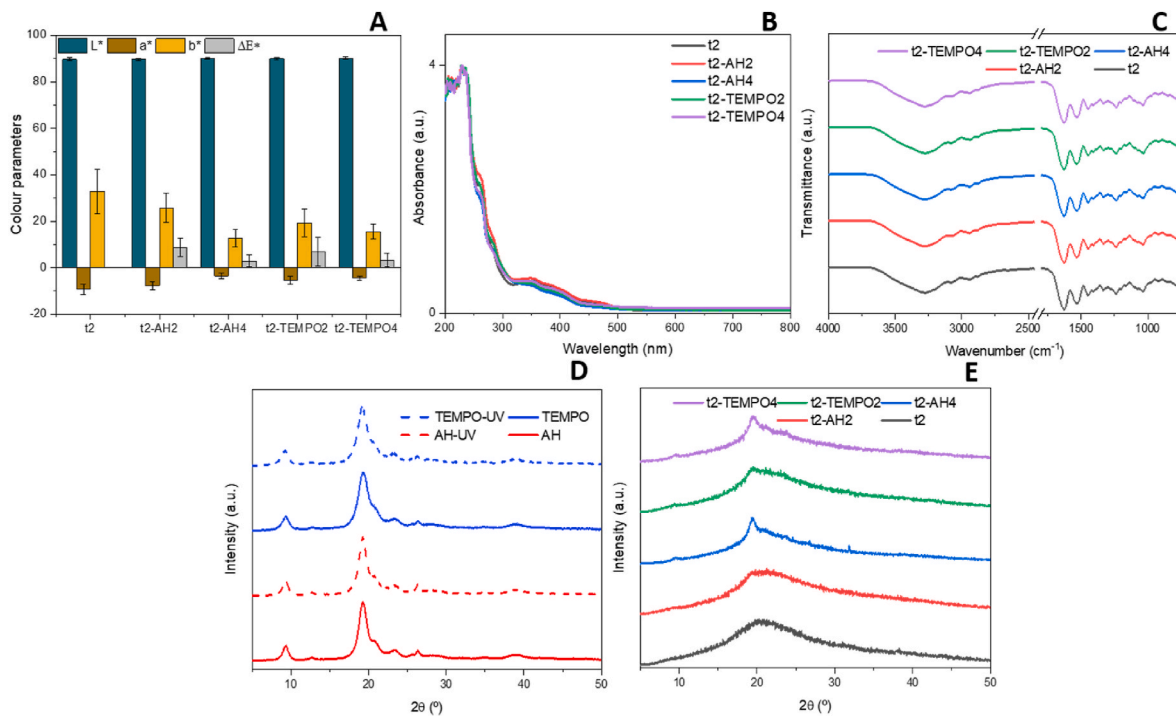 A
L* a* b* ΔE*
Colour parameters
100
80
60
40
20
0
-20
t2 t2-AH2 t2-AH4 t2-TEMPO2 t2-TEMPO4
B
t2
t2-AH2
t2-AH4
t2-TEMPO2
t2-TEMPO4
Absorbance (a.u.)
4
0
200 300 400 500 600 700 800
Wavelength (nm)
C
t2-TEMPO4 t2-TEMPO2 t2-AH4
t2-AH2 t2
Transmittance (a.u.)
4000 3500 3000 2500 1500 1000
Wavenumber (cm⁻¹)
D
TEMPO-UV TEMPO
AH-UV AH
Intensity (a.u.)
10 20 30 40 50
2θ (º)
E
t2-TEMPO4 t2-TEMPO2 t2-AH4
t2-AH2 t2
Intensity (a.u.)
10 20 30 40 50
2θ (º)